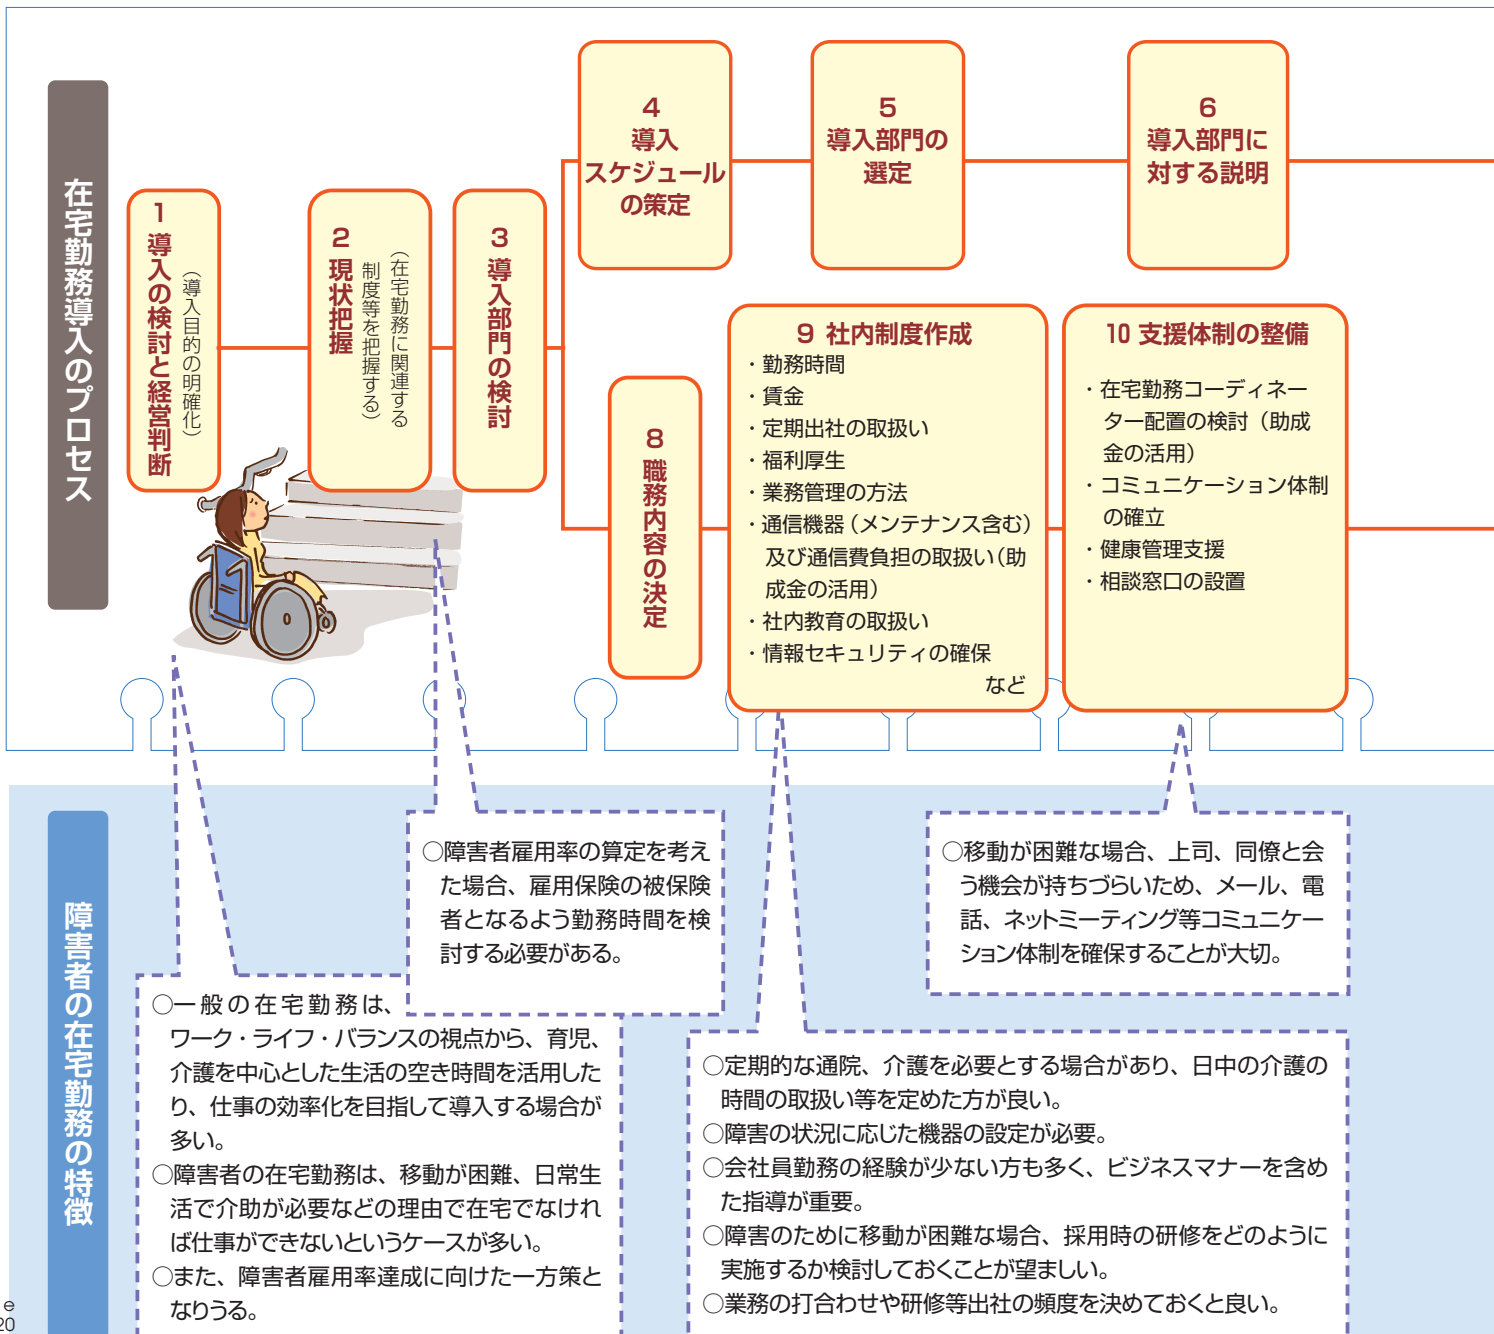 在宅勤務導入のプロセス
1 導入の検討と経営判断
（導入目的の明確化）
2 現状把握
（在宅勤務に関連する
制度等を把握する）
3 導入部門の検討
4
導入
スケジュール
の策定
5
導入部門の
選定
6
導入部門に
対する説明
8 職務内容の決定
9 社内制度作成
・勤務時間
・賃金
・定期出社の取扱い
・福利厚生
・業務管理の方法
・通信機器（メンテナンス含む）
及び通信費負担の取扱い（助
成金の活用）
・社内教育の取扱い
・情報セキュリティの確保
など
10 支援体制の整備
・在宅勤務コーディネー
ター配置の検討（助成
金の活用）
・コミュニケーション体制
の確立
・健康管理支援
・相談窓口の設置
障害者の在宅勤務の特徴
○一般の在宅勤務は、
ワーク・ライフ・バランスの視点から、育児、
介護を中心とした生活の空き時間を活用した
り、仕事の効率化を目指して導入する場合が
多い。
○障害者の在宅勤務は、移動が困難、日常生
活で介助が必要などの理由で在宅でなけれ
ば仕事ができないというケースが多い。
○また、障害者雇用率達成に向けた一方策と
なりうる。
○障害者雇用率の算定を考え
た場合、雇用保険の被保険
者となるよう勤務時間を検
討する必要がある。
○定期的な通院、介護を必要とする場合があり、日中の介護の
時間の取扱い等を定めた方が良い。
○障害の状況に応じた機器の設定が必要。
○会社員勤務の経験が少ない方も多く、ビジネスマナーを含め
た指導が重要。
○障害のために移動が困難な場合、採用時の研修をどのように
実施するか検討しておくことが望ましい。
○業務の打合わせや研修等出社の頻度を決めておくと良い。
○移動が困難な場合、上司、同僚と会
う機会が持ちづらいため、メール、電
話、ネットミーティング等コミュニケー
ション体制を確保することが大切。
e
20